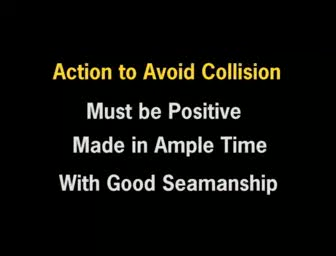 Action to Avoid Collision
Must be Positive
Made in Ample Time
With Good Seamanship